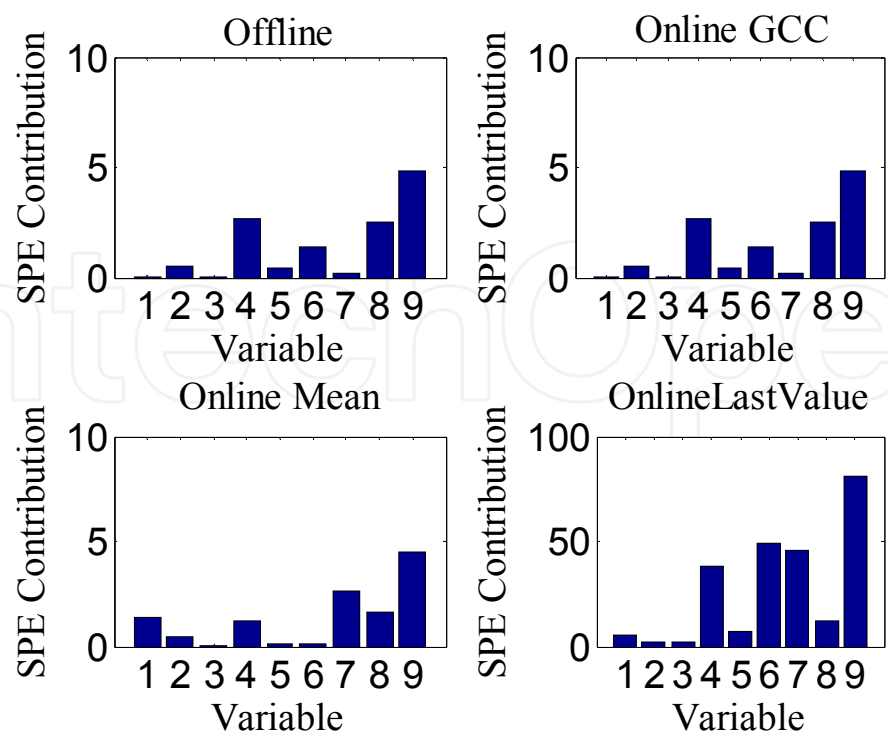 Offline
10
5
0
SPE Contribution
1 2 3 4 5 6 7 8 9
Variable
Online GCC
10
5
0
SPE Contribution
1 2 3 4 5 6 7 8 9
Variable
Online Mean
10
5
0
SPE Contribution
1 2 3 4 5 6 7 8 9
Variable
OnlineLastValue
100
50
0
SPE Contribution
1 2 3 4 5 6 7 8 9
Variable
ntechOpe